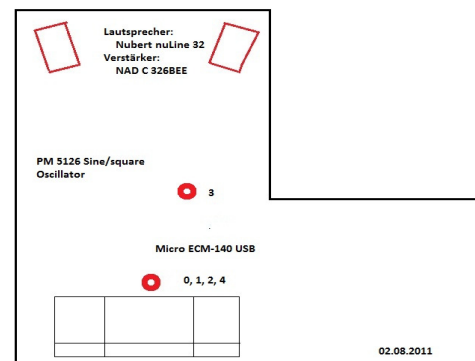 Lautsprecher:
Nubert nuLine 32
Verstärker:
NAD C 326BEE
PM 5126 Sine/square
Oscillator
3
Micro ECM-140 USB
0, 1, 2, 4
02.08.2011